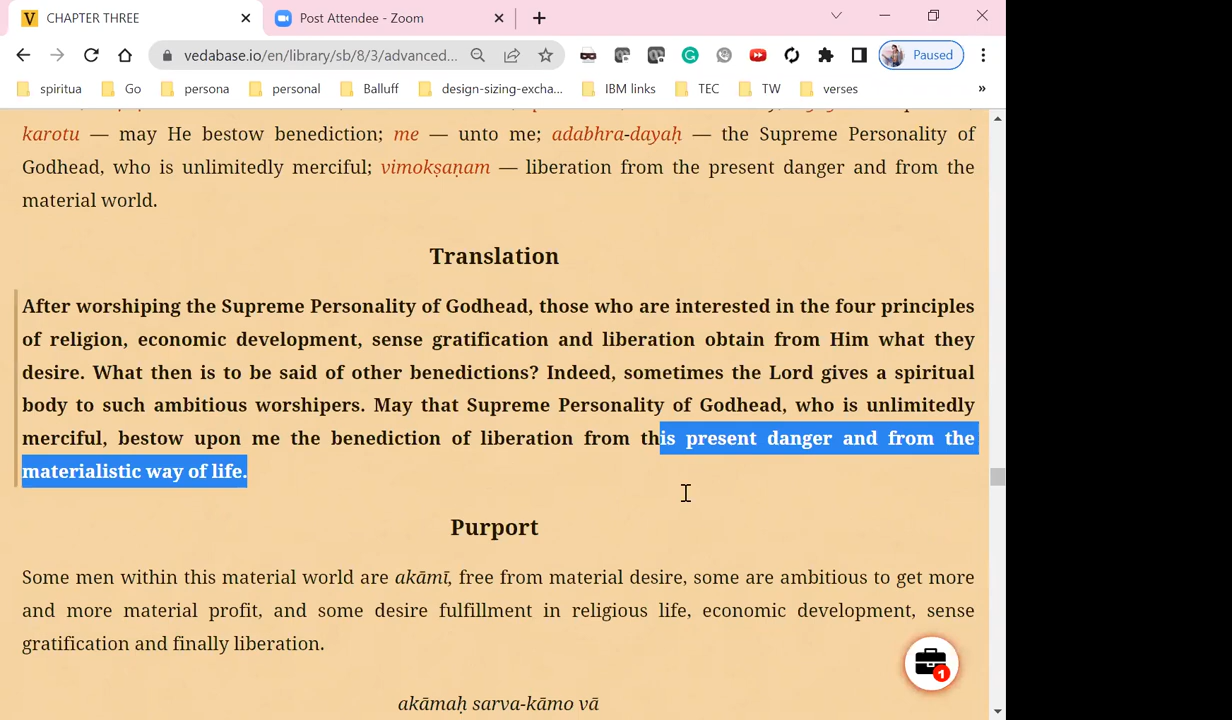 CHAPTER THREE
Post Attendee - Zoom
vedabase.io/en/library/sb/8/3/advanced...
Paused
spiritua
Go
persona
personal
Balluff
design-sizing-excha...
IBM links
TEC
TW
verses
»
karotu — may He bestow benediction; me — unto me; adabhra-dayaḥ — the Supreme Personality of
Godhead, who is unlimitedly merciful; vimokṣaṇam — liberation from the present danger and from the
material world.
Translation
After worshiping the Supreme Personality of Godhead, those who are interested in the four principles
of religion, economic development, sense gratification and liberation obtain from Him what they
desire. What then is to be said of other benedictions? Indeed, sometimes the Lord gives a spiritual
body to such ambitious worshipers. May that Supreme Personality of Godhead, who is unlimitedly
merciful, bestow upon me the benediction of liberation from this present danger and from the
materialistic way of life.
Purport
Some men within this material world are akāmī, free from material desire, some are ambitious to get more
and more material profit, and some desire fulfillment in religious life, economic development, sense
gratification and finally liberation.
1
akāmaḥ sarva-kāmo vā